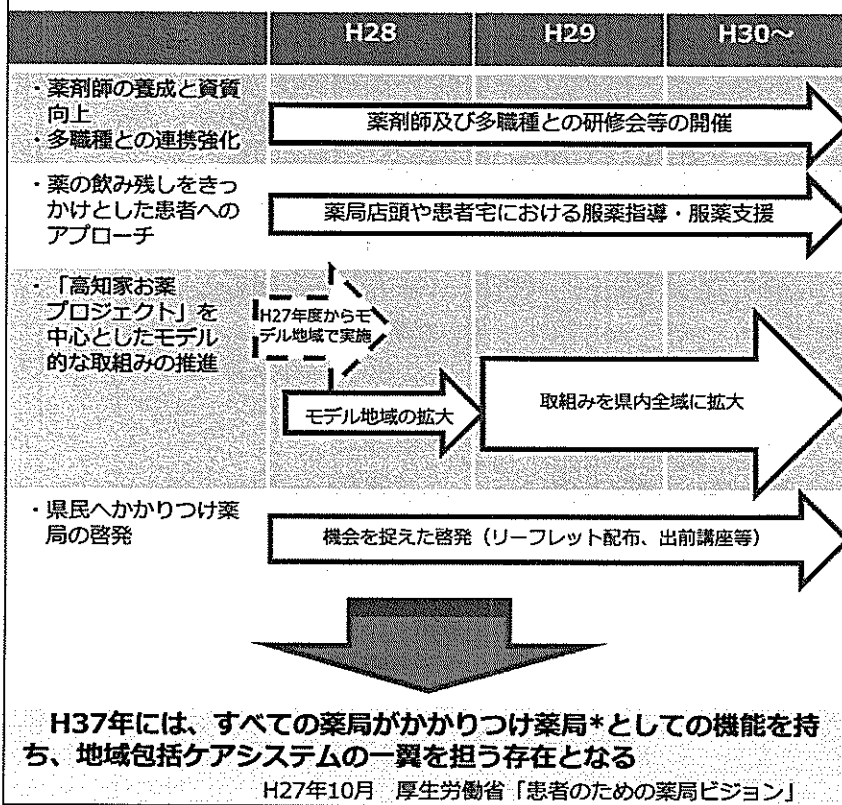 H28 H29 H30～
・薬剤師の養成と資質
向上
・多職種との連携強化
薬剤師及び多職種との研修会等の開催
・薬の飲み残しをきっ
かけとした患者への
アプローチ
薬局店頭や患者宅における服薬指導・服薬支援
・「高知家お薬
プロジェクト」を
中心としたモデル
的な取組みの推進
H27年度からモ
デル地域で実施
モデル地域の拡大
取組みを県内全域に拡大
・県民へかかりつけ薬
局の啓発
機会を捉えた啓発（リーフレット配布、出前講座等）
H37年には、すべての薬局がかかりつけ薬局*としての機能を持
ち、地域包括ケアシステムの一翼を担う存在となる
H27年10月 厚生労働省「患者のための薬局ビジョン」